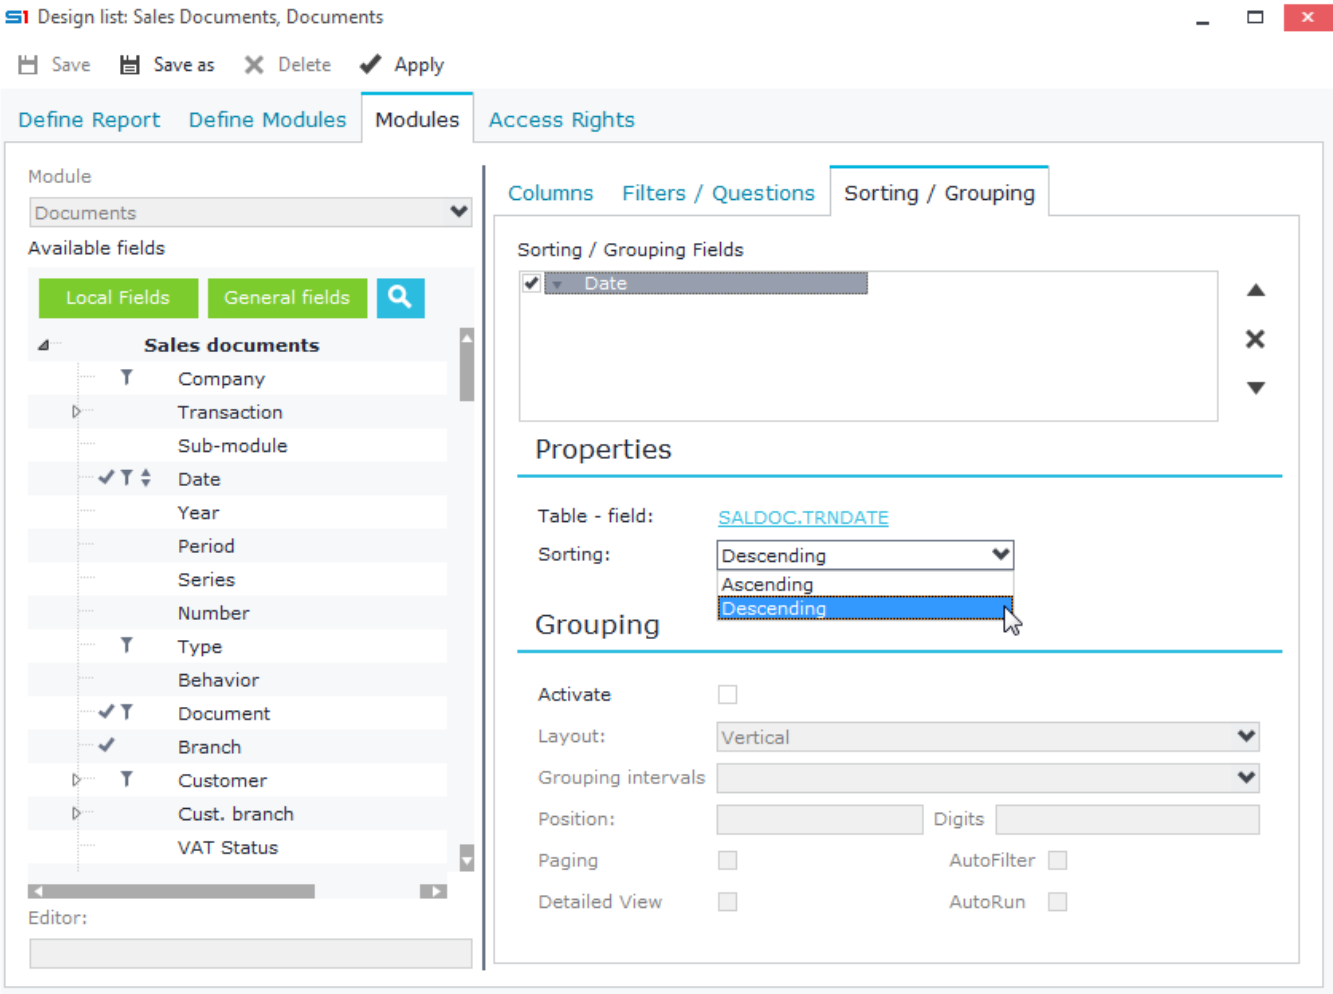 S1 Design list: Sales Documents, Documents
Save Save as Delete Apply
Define Report Define Modules Modules Access Rights
Module
Documents
Available fields
Local Fields General fields
Sales documents
Company
Transaction
Sub-module
Date
Year
Period
Series
Number
Type
Behavior
Document
Branch
Customer
Cust. branch
VAT Status
Editor:
Columns Filters / Questions Sorting / Grouping
Sorting / Grouping Fields
Date
Properties
Table - field: SALDOC.TRNDATE
Sorting: Descending
Ascending
Descending
Grouping
Activate
Layout: Vertical
Grouping intervals
Position: Digits
Paging AutoFilter
Detailed View AutoRun